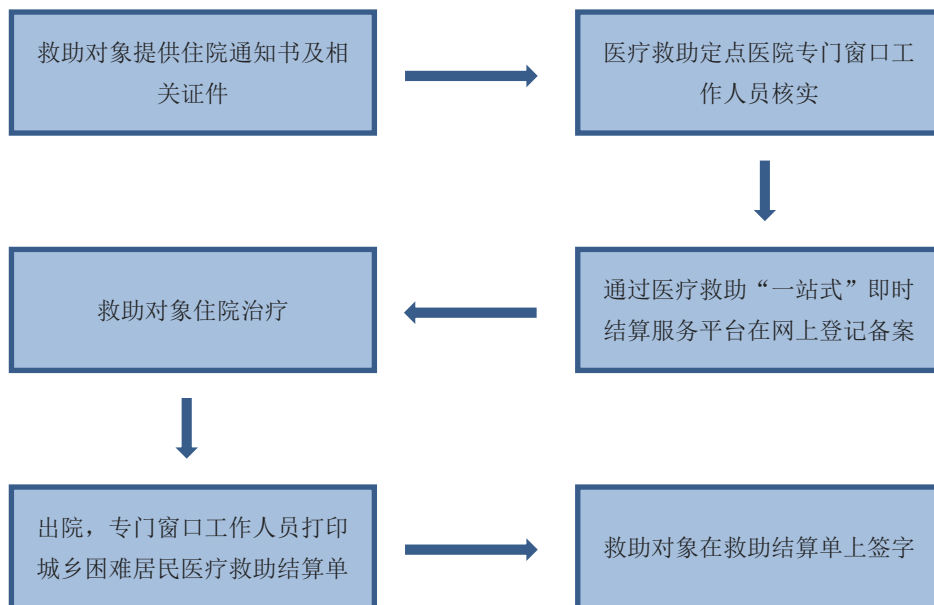 救助对象提供住院通知书及相
关证件
医疗救助定点医院专门窗口工
作人员核实
通过医疗救助“一站式”即时
结算服务平台在网上登记备案
救助对象住院治疗
出院，专门窗口工作人员打印
城乡困难居民医疗救助结算单
救助对象在救助结算单上签字